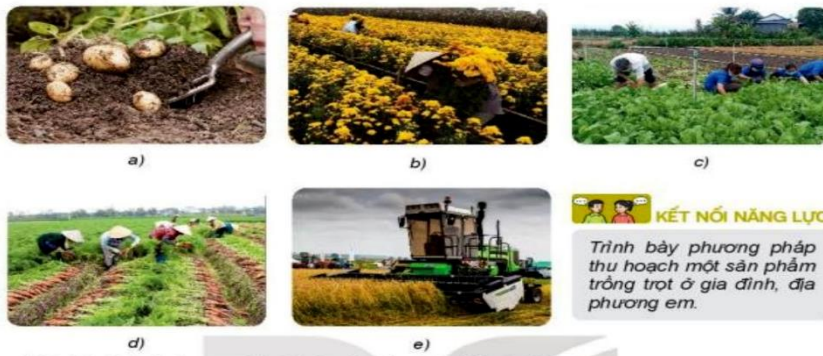 a)
b)
c)
d)
e)
KẾT NỐI NĂNG LỰC
Trình bày phương pháp
thu hoạch một sản phẩm
trồng trọt ở gia đình, địa
phương em.